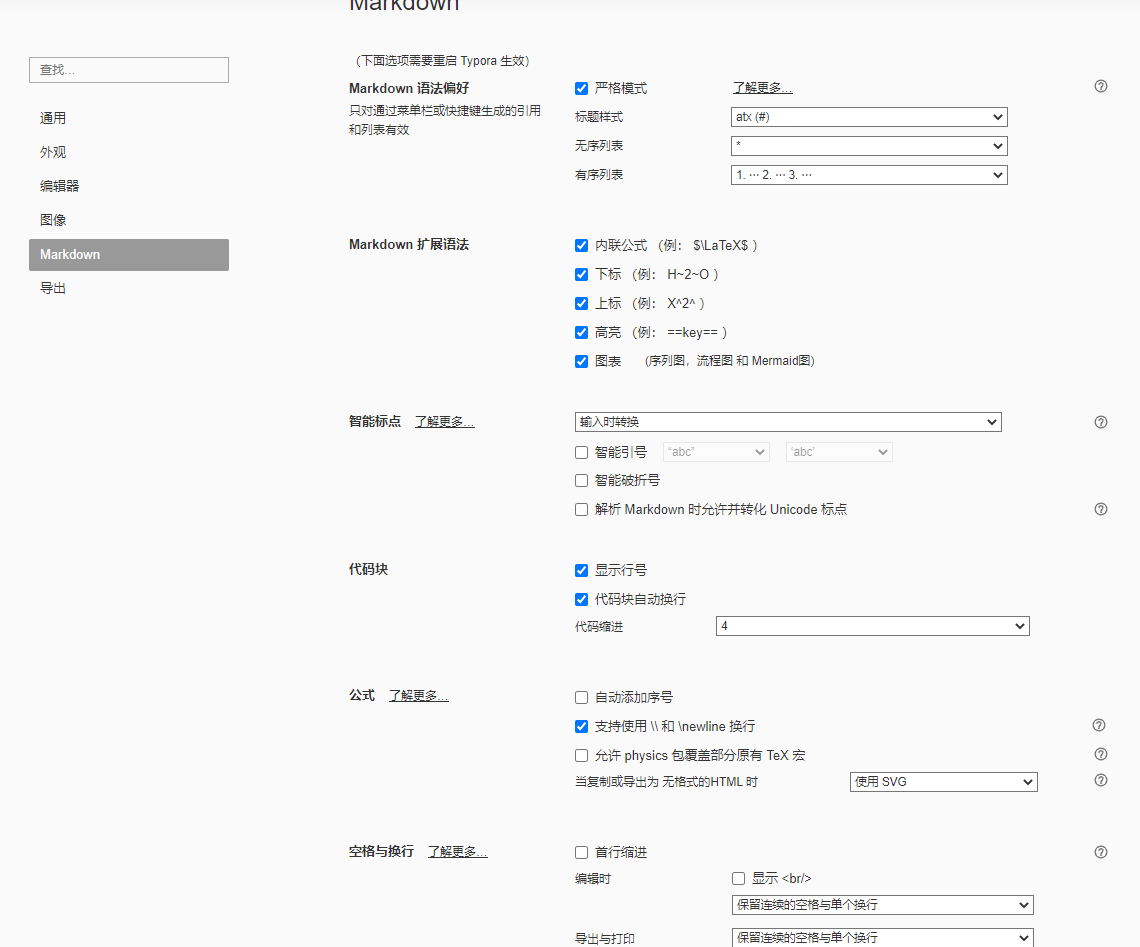 Markdown
查找...
通用
外观
编辑器
图像
Markdown
导出
（下面选项需要重启 Typora 生效）
Markdown 语法偏好
只对通过菜单栏或快捷键生成的引用
和列表有效
严格模式 了解更多...
标题样式 atx (#)
无序列表 *
有序列表 1. ··· 2. ··· 3. ···
Markdown 扩展语法
内联公式 （例： $\LaTeX$ ）
下标 （例： H~2~O ）
上标 （例： X^2^ ）
高亮 （例： ==key== ）
图表 （序列图，流程图 和 Mermaid图）
智能标点 了解更多... 输入时转换
智能引号 “abc” ‘abc’
智能破折号
解析 Markdown 时允许并转化 Unicode 标点
代码块
显示行号
代码块自动换行
代码缩进 4
公式 了解更多...
自动添加序号
支持使用 \\ 和 \newline 换行
允许 physics 包覆盖部分原有 TeX 宏
当复制或导出为 无格式的HTML 时 使用 SVG
空格与换行 了解更多...
首行缩进
编辑时 显示 <br/>
保留连续的空格与单个换行
导出与打印 保留连续的空格与单个换行